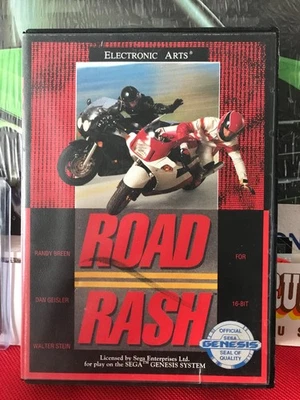 ELECTRONIC ARTS®
ROAD
RASH
RANDY BREEN
DAN GEISLER
WALTER STEIN
FOR
16-BIT
OFFICIAL
SEGA
GENESIS
SEAL OF
QUALITY
Licensed by Sega Enterprises Ltd.
for play on the SEGA™ GENESIS SYSTEM